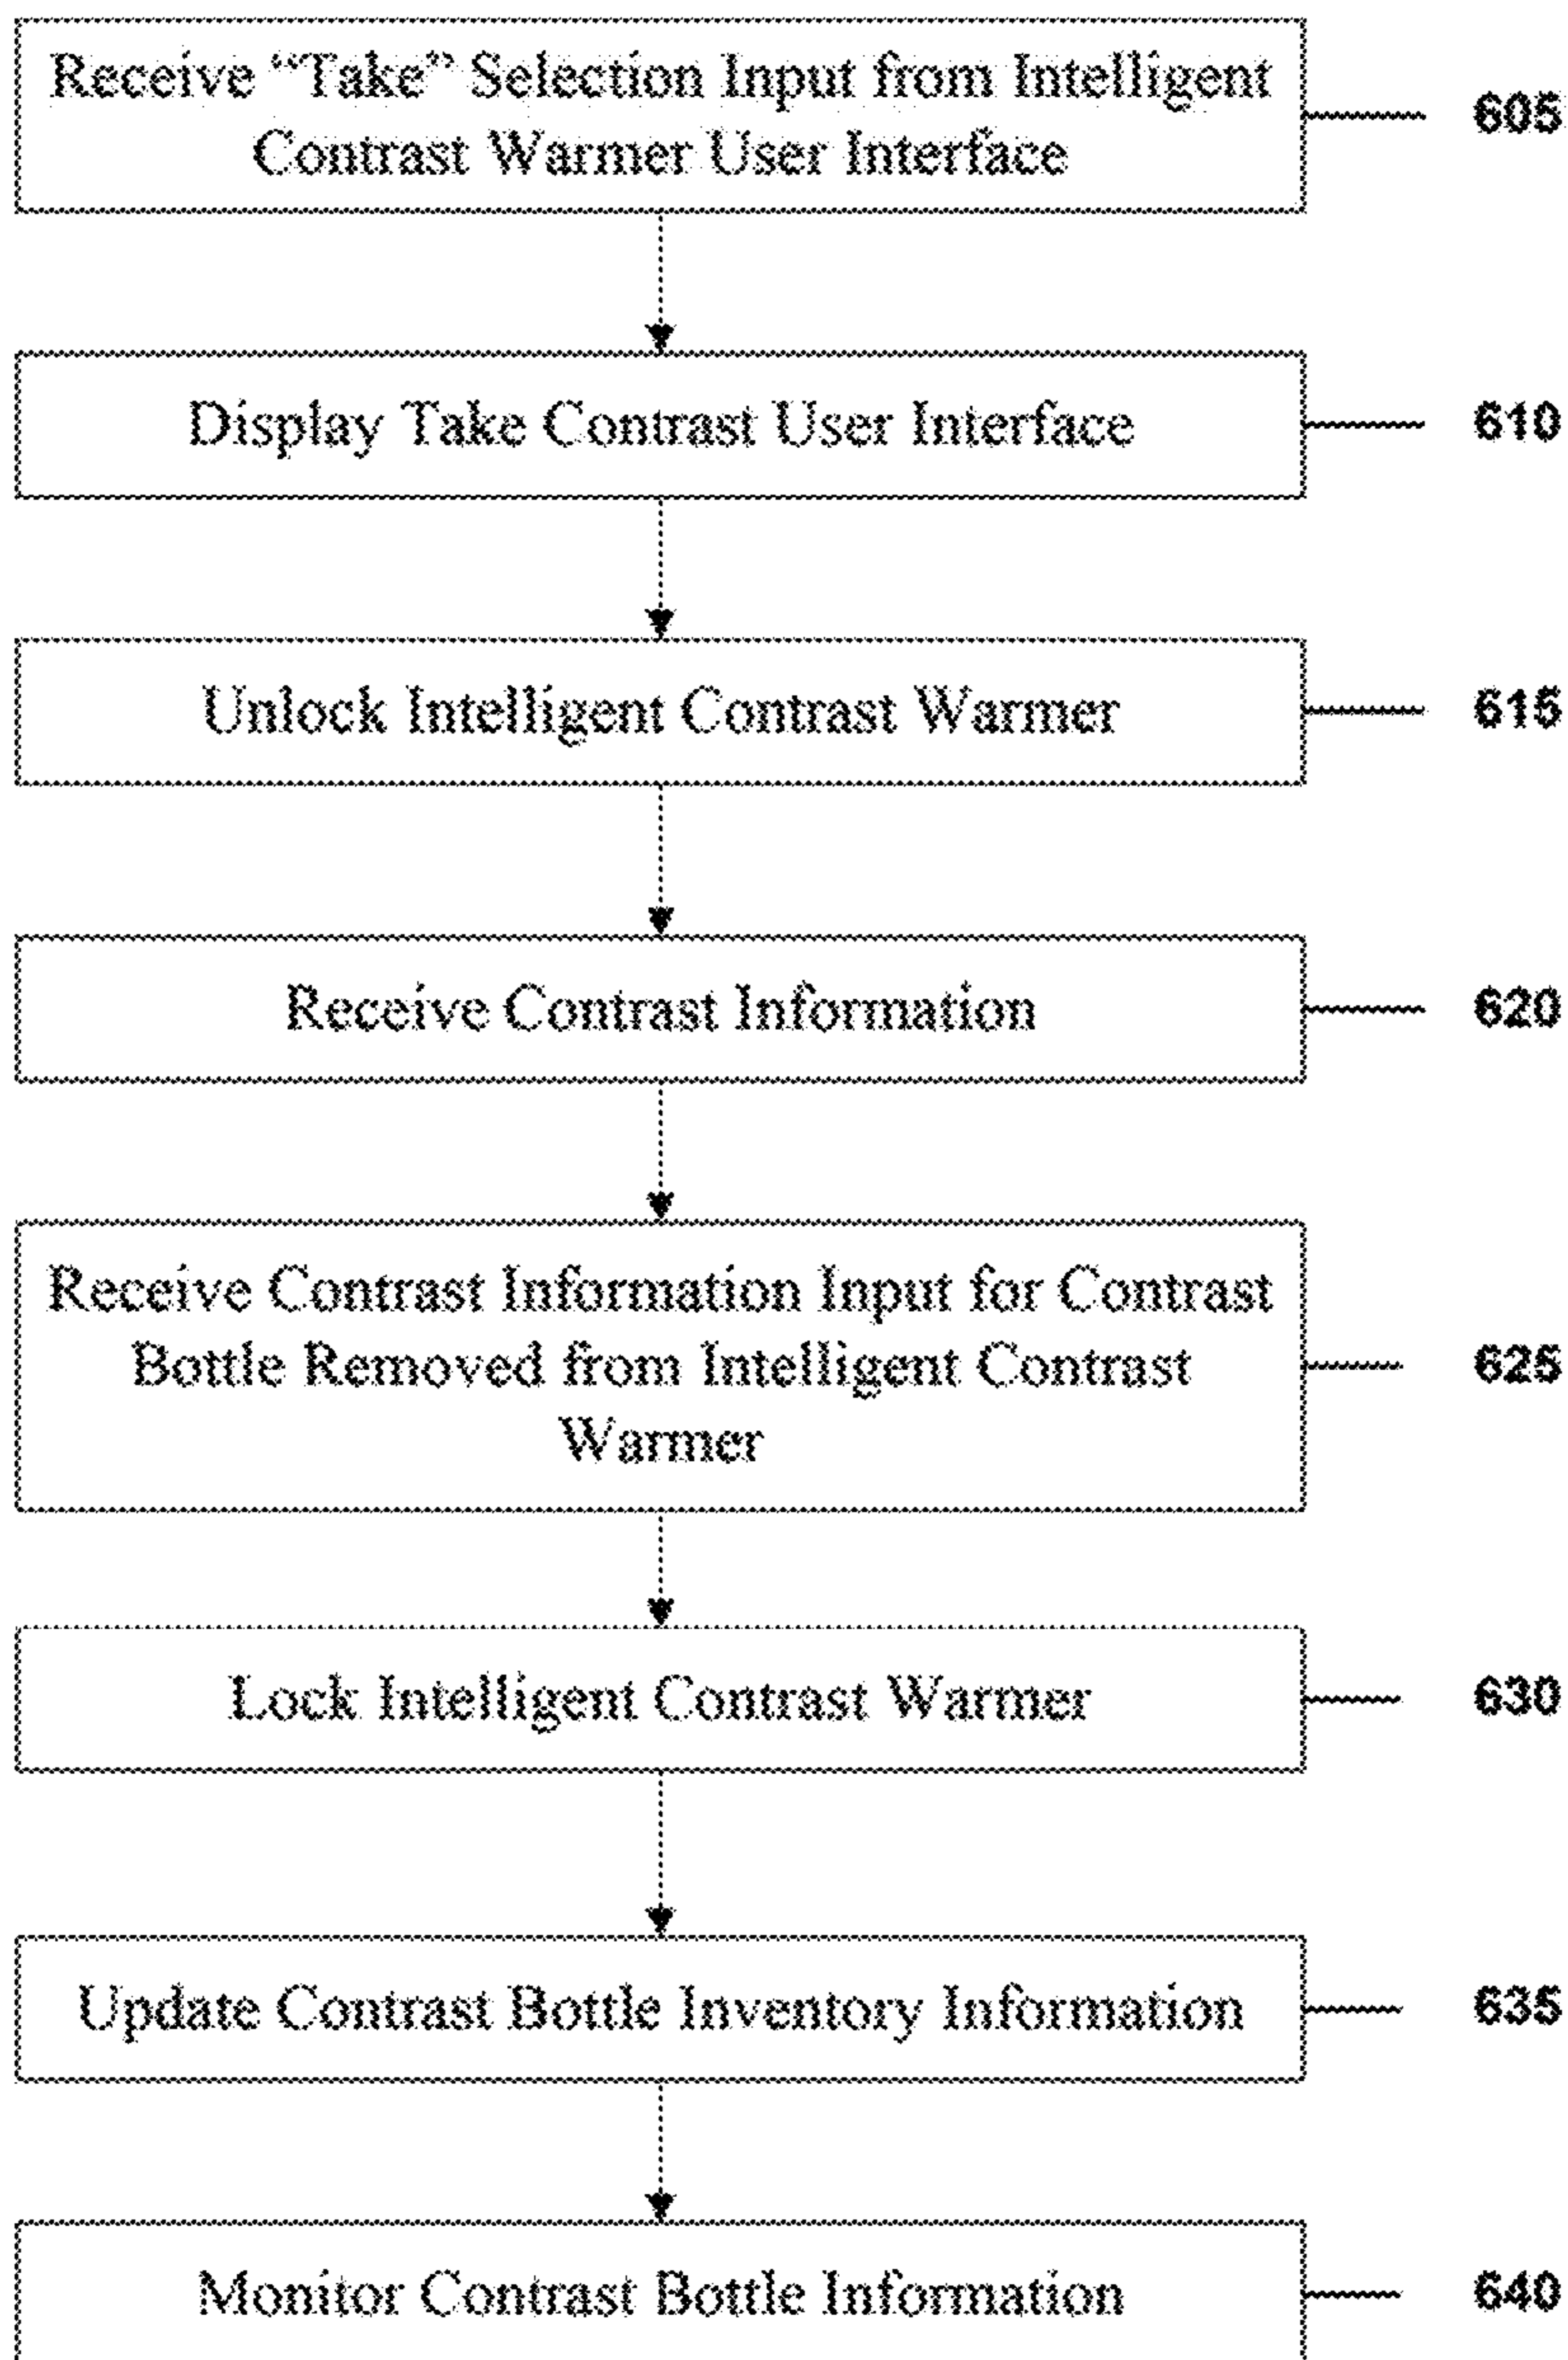 Receive “Take” Selection Input from Intelligent
Contrast Warmer User Interface
605
Display Take Contrast User Interface
610
Unlock Intelligent Contrast Warmer
615
Receive Contrast Information
620
Receive Contrast Information Input for Contrast
Bottle Removed from Intelligent Contrast
Warmer
625
Lock Intelligent Contrast Warmer
630
Update Contrast Bottle Inventory Information
635
Monitor Contrast Bottle Information
640